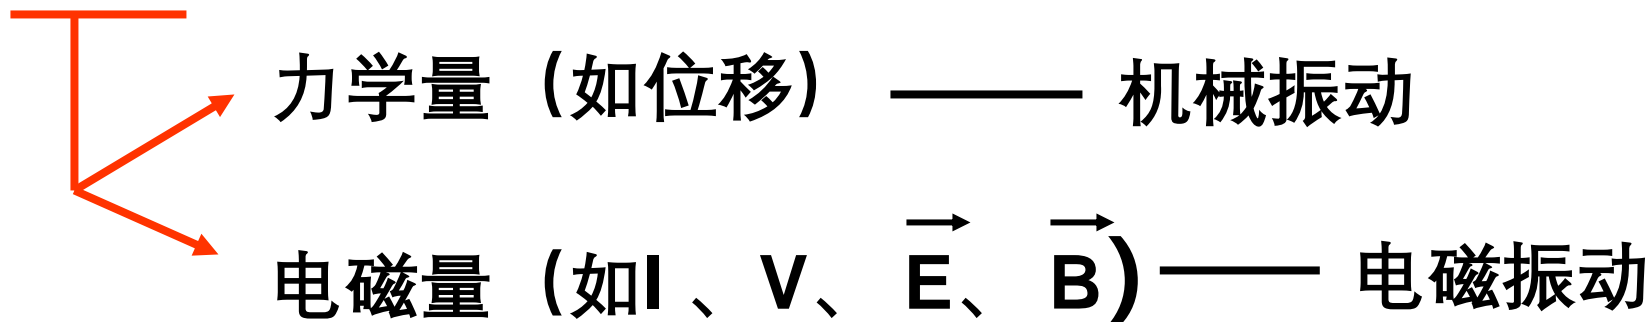 力学量（如位移） —— 机械振动
电磁量（如I 、V、 E⃗、 B⃗) —— 电磁振动